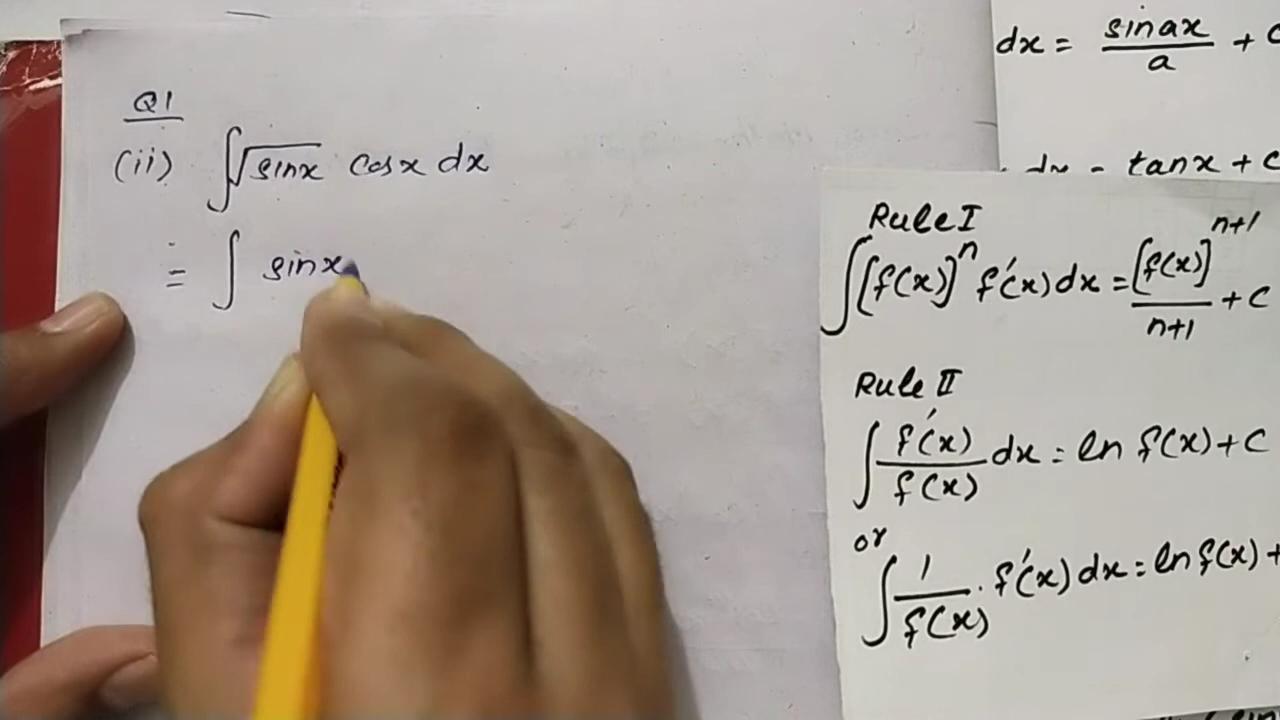 Q1
(ii) ∫√sinx cosx dx
= ∫ sinx
dx = sinax/a + C
dx = tanx + C
Rule I
∫[f(x)]^n f'(x) dx = [f(x)]^(n+1)/(n+1) + C
Rule II
∫ f'(x)/f(x) dx = ln f(x) + C
or
∫ 1/f(x) . f'(x) dx = ln f(x) +